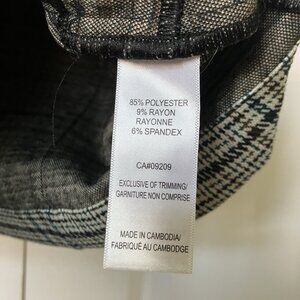 85% POLYESTER
9% RAYON
RAYONNE
6% SPANDEX
CA#09209
EXCLUSIVE OF TRIMMING/
GARNITURE NON COMPRISE
MADE IN CAMBODIA/
FABRIQUÉ AU CAMBODGE